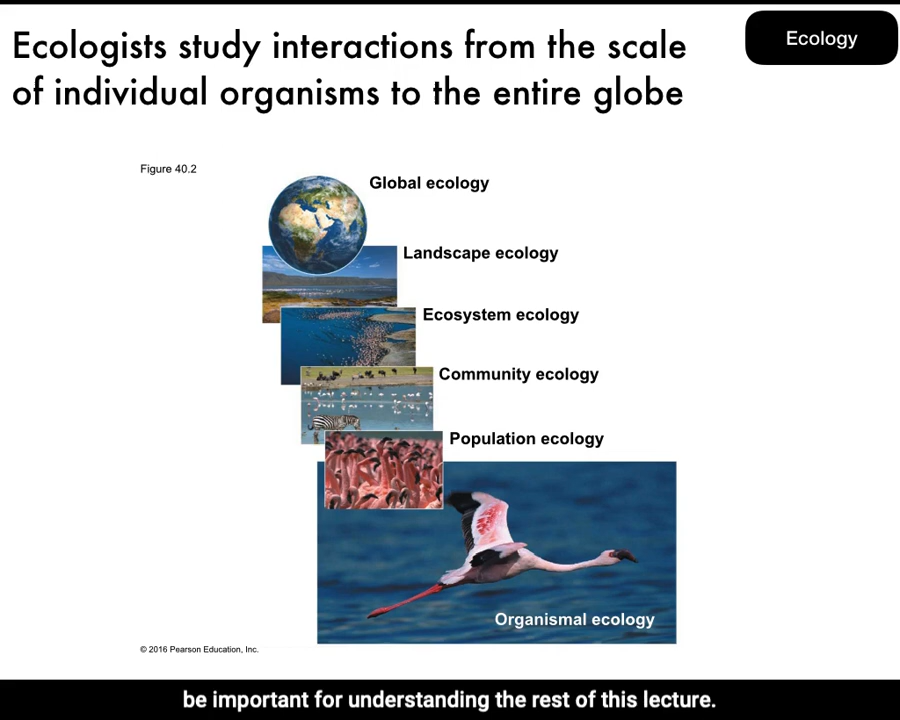 Ecologists study interactions from the scale
of individual organisms to the entire globe
Ecology
Figure 40.2
Global ecology
Landscape ecology
Ecosystem ecology
Community ecology
Population ecology
Organismal ecology
© 2016 Pearson Education, Inc.
be important for understanding the rest of this lecture.